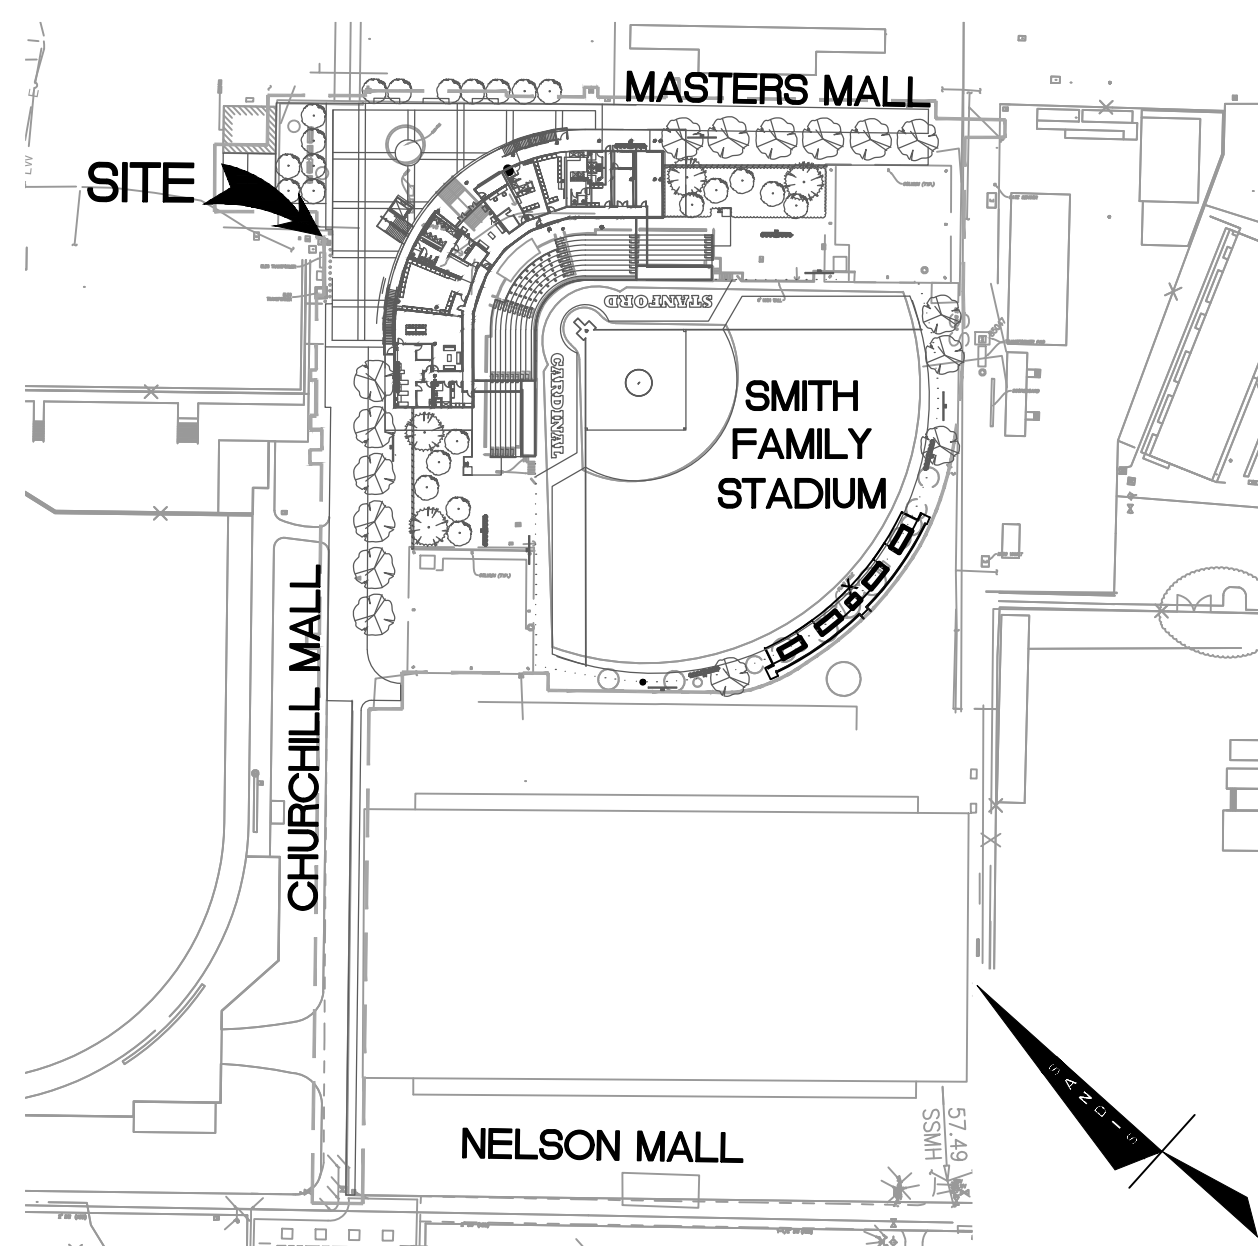 MASTERS MALL
SITE
STANFORD
CARDINAL
SMITH
FAMILY
STADIUM
CHURCHILL MALL
SANDIS
57.49
SSMH
NELSON MALL